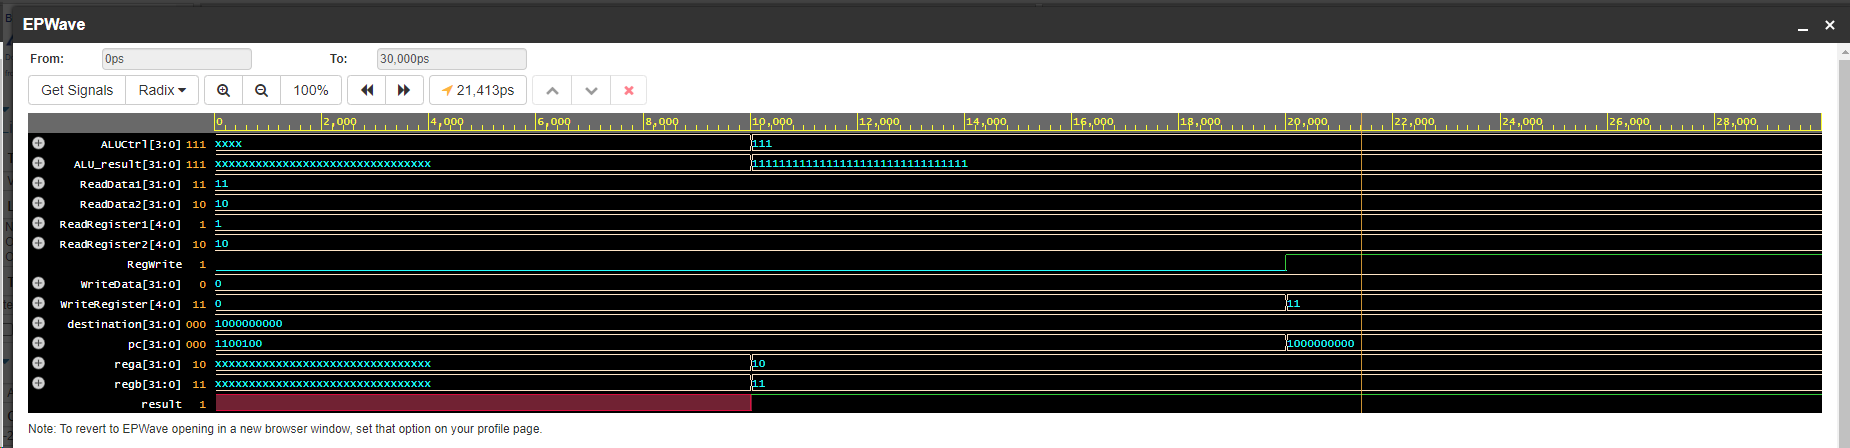 EPWave
From: 0ps To: 30,000ps
Get Signals Radix 100% 21,413ps
0 2,000 4,000 6,000 8,000 10,000 12,000 14,000 16,000 18,000 20,000 22,000 24,000 26,000 28,000
ALUCtrl[3:0] 111 xxxx 111
ALU_result[31:0] 111 xxxxxxxxxxxxxxxxxxxxxxxxxxxxxxxx 11111111111111111111111111111111
ReadData1[31:0] 11 11
ReadData2[31:0] 10 10
ReadRegister1[4:0] 1 1
ReadRegister2[4:0] 10 10
RegWrite 1
WriteData[31:0] 0 0
WriteRegister[4:0] 11 0 11
destination[31:0] 000 1000000000
pc[31:0] 000 1100100 1000000000
rega[31:0] 10 xxxxxxxxxxxxxxxxxxxxxxxxxxxxxxxx 10
regb[31:0] 11 xxxxxxxxxxxxxxxxxxxxxxxxxxxxxxxx 11
result 1
Note: To revert to EPWave opening in a new browser window, set that option on your profile page.